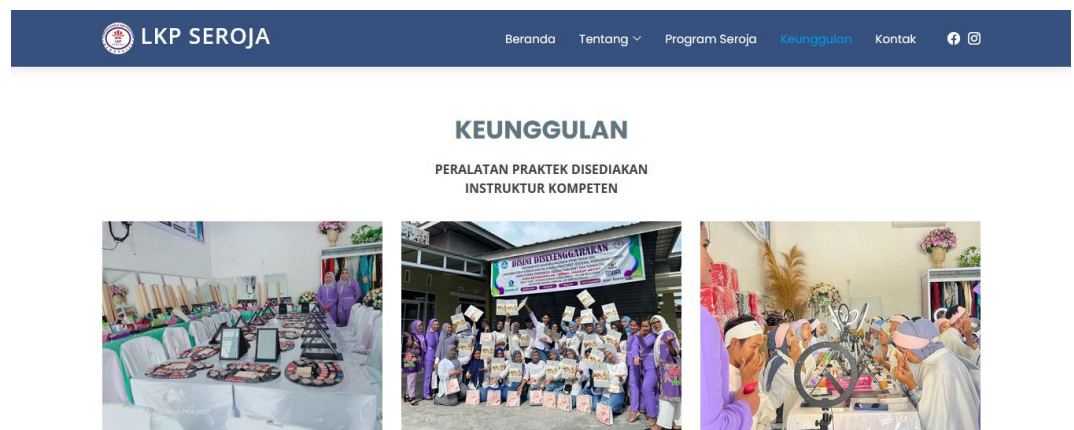 LKP SEROJA
Beranda Tentang Program Seroja Keunggulan Kontak
KEUNGGULAN
PERALATAN PRAKTEK DISEDIAKAN
INSTRUKTUR KOMPETEN
DISINI DISELENGGARAKAN